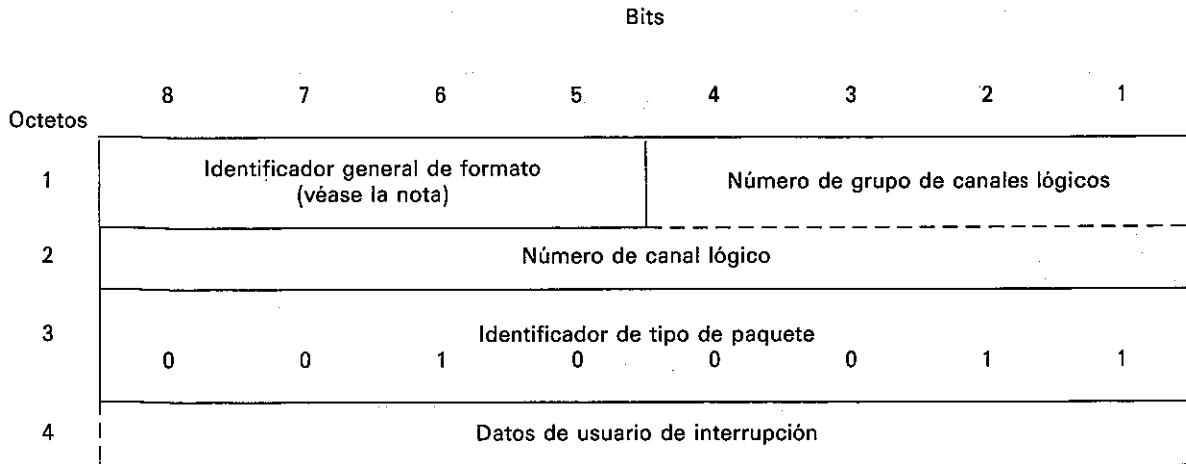 Bits
8 7 6 5 4 3 2 1
Octetos
1 Identificador general de formato
(véase la nota)
Número de grupo de canales lógicos
2 Número de canal lógico
3 Identificador de tipo de paquete
0 0 1 0 0 0 1 1
4 Datos de usuario de interrupción